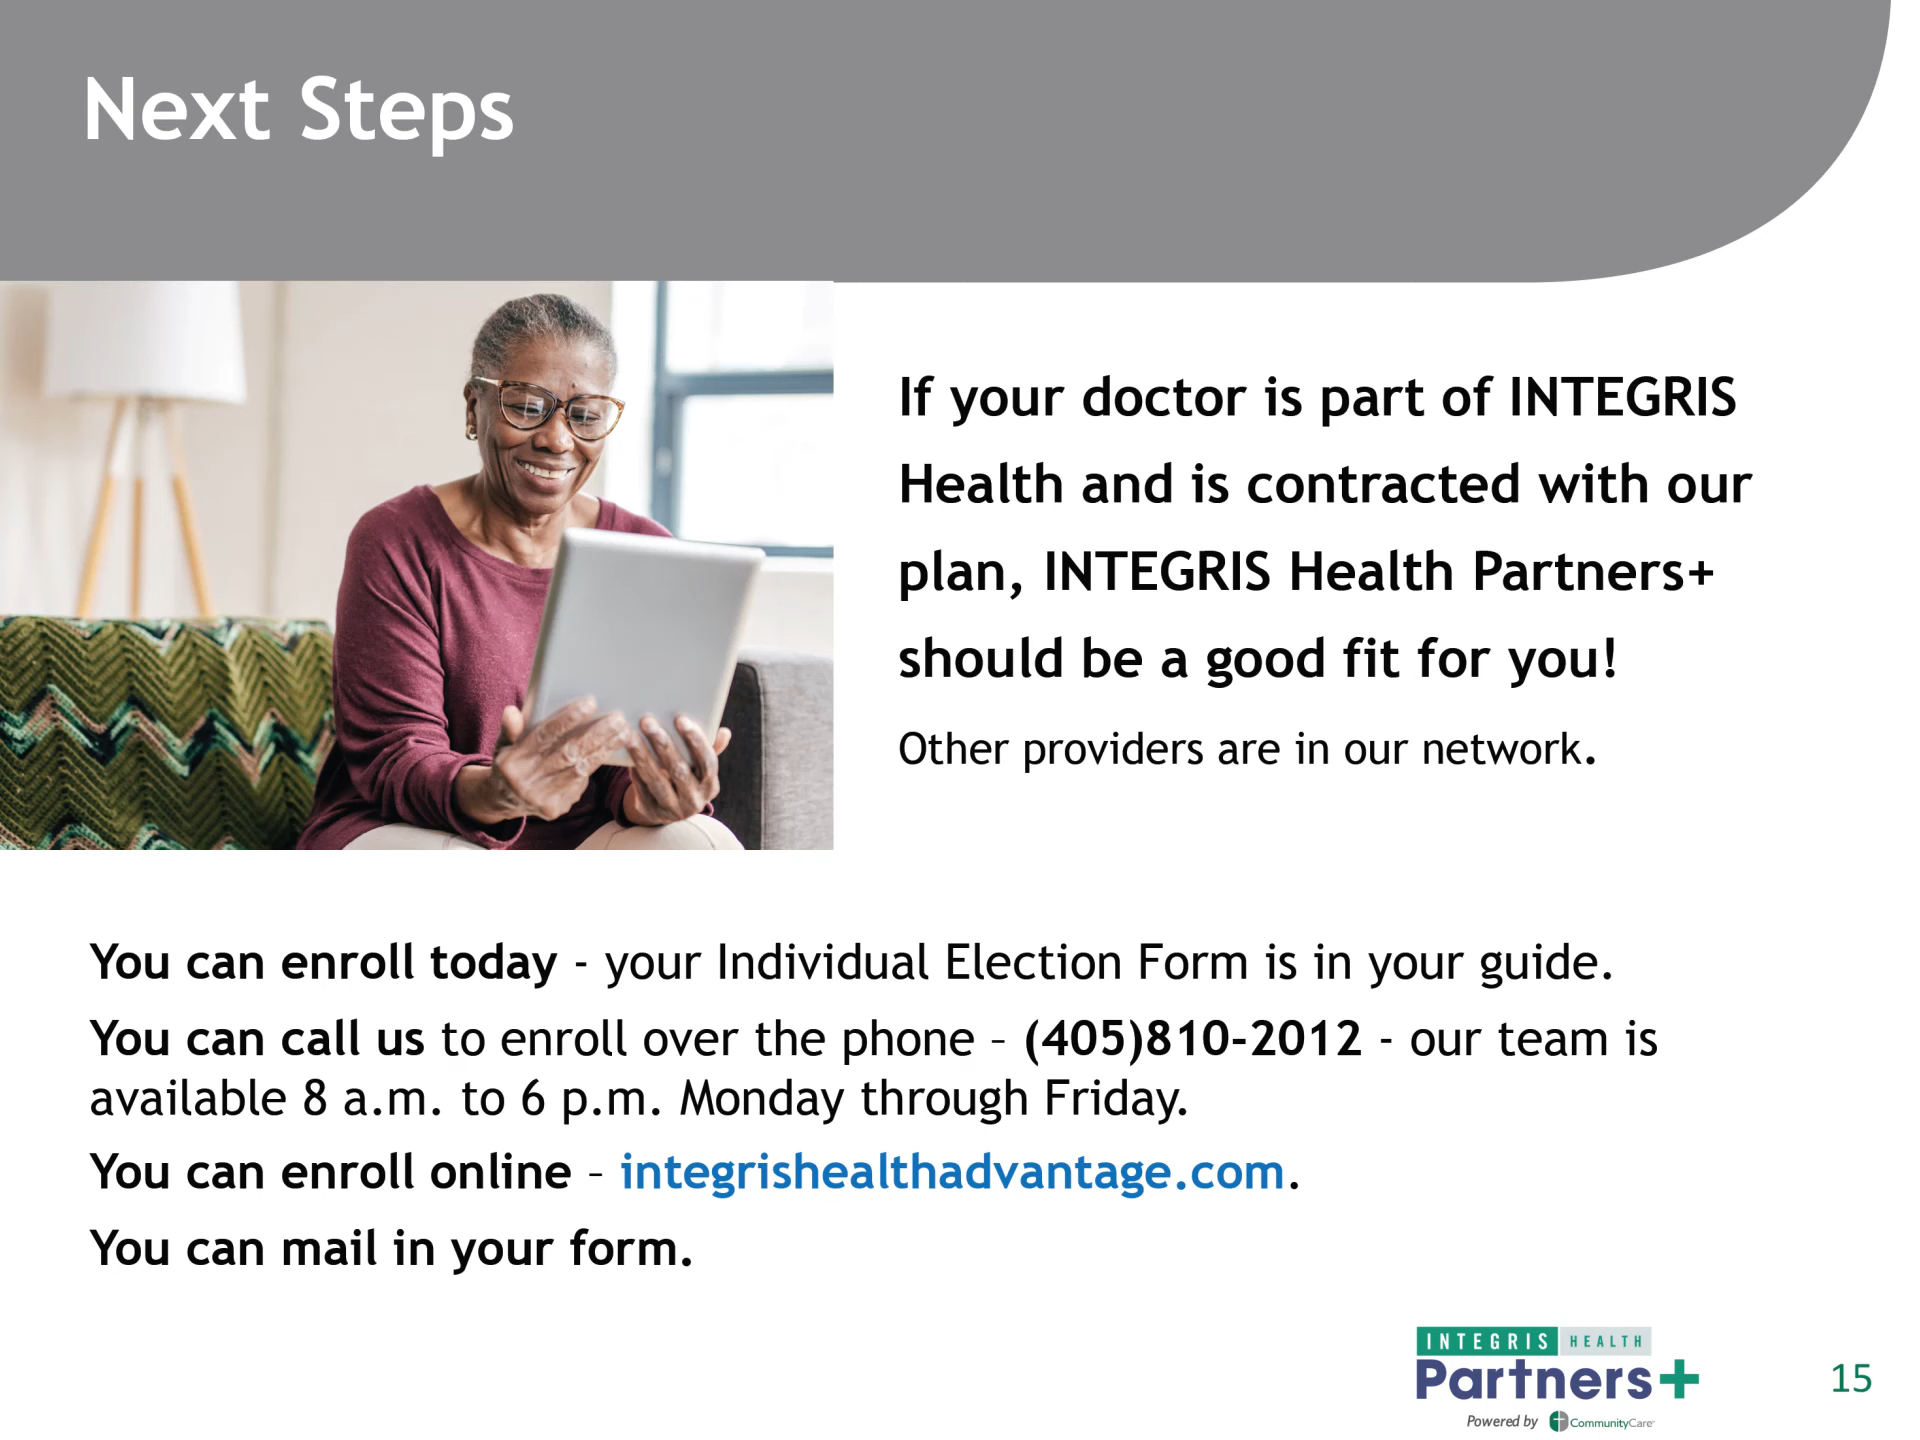 Next Steps
If your doctor is part of INTEGRIS
Health and is contracted with our
plan, INTEGRIS Health Partners+
should be a good fit for you!
Other providers are in our network.
You can enroll today - your Individual Election Form is in your guide.
You can call us to enroll over the phone – (405)810-2012 - our team is
available 8 a.m. to 6 p.m. Monday through Friday.
You can enroll online – integrishealthadvantage.com.
You can mail in your form.
INTEGRIS HEALTH
Partners+
Powered by CommunityCare
15